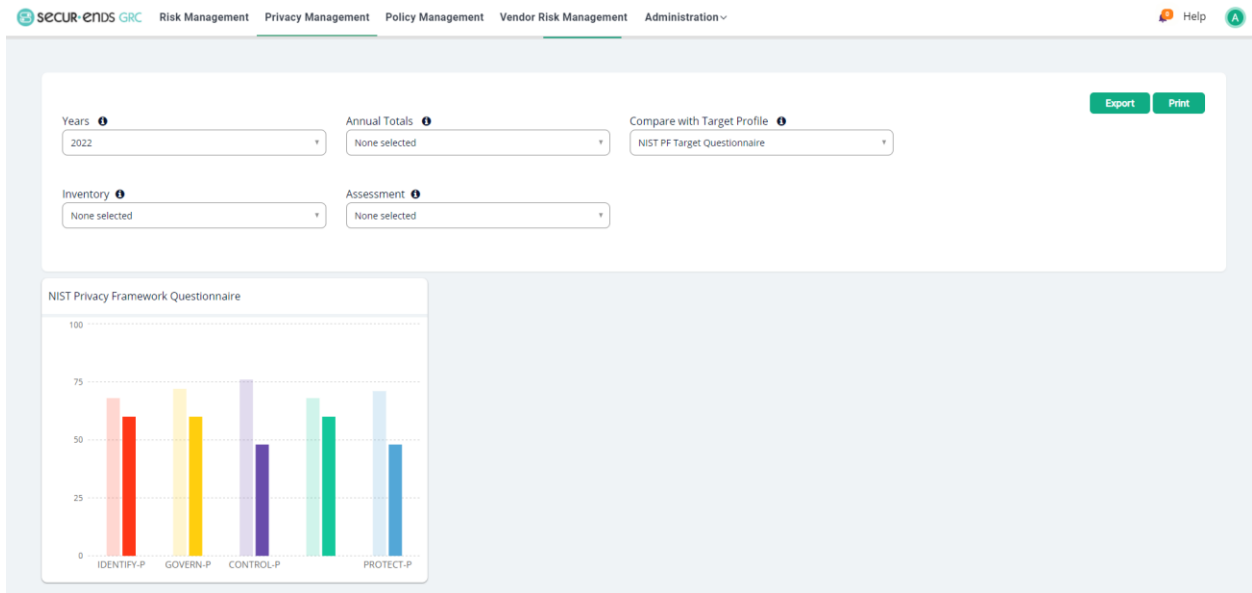 SECUR-ENDS GRC Risk Management Privacy Management Policy Management Vendor Risk Management Administration Help A
Export Print
Years Annual Totals Compare with Target Profile
2022 None selected NIST PF Target Questionnaire
Inventory Assessment
None selected None selected
NIST Privacy Framework Questionnaire
100
75
50
25
0
IDENTIFY-P GOVERN-P CONTROL-P PROTECT-P